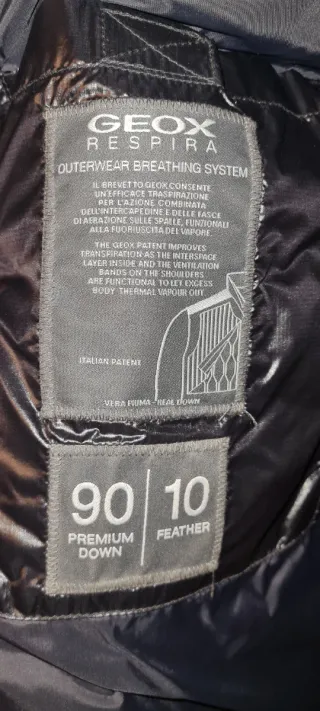 GEOX
RESPIRA
OUTERWEAR BREATHING SYSTEM
IL BREVETTO GEOX CONSENTE
UN'EFFICACE TRASPIRAZIONE
PER L'AZIONE COMBINATA
DELL'INTERCAPEDINE E DELLE FASCE
DI AERAZIONE SULLE SPALLE, FUNZIONALI
ALLA FUORIUSCITA DEL VAPORE
THE GEOX PATENT IMPROVES
TRANSPIRATION AS THE INTERSPACE
LAYER INSIDE AND THE VENTILATION
BANDS ON THE SHOULDERS
ARE FUNCTIONAL TO LET EXCESS
BODY THERMAL VAPOUR OUT
ITALIAN PATENT
VERA PIUMA - REAL DOWN
90
PREMIUM
DOWN
10
FEATHER